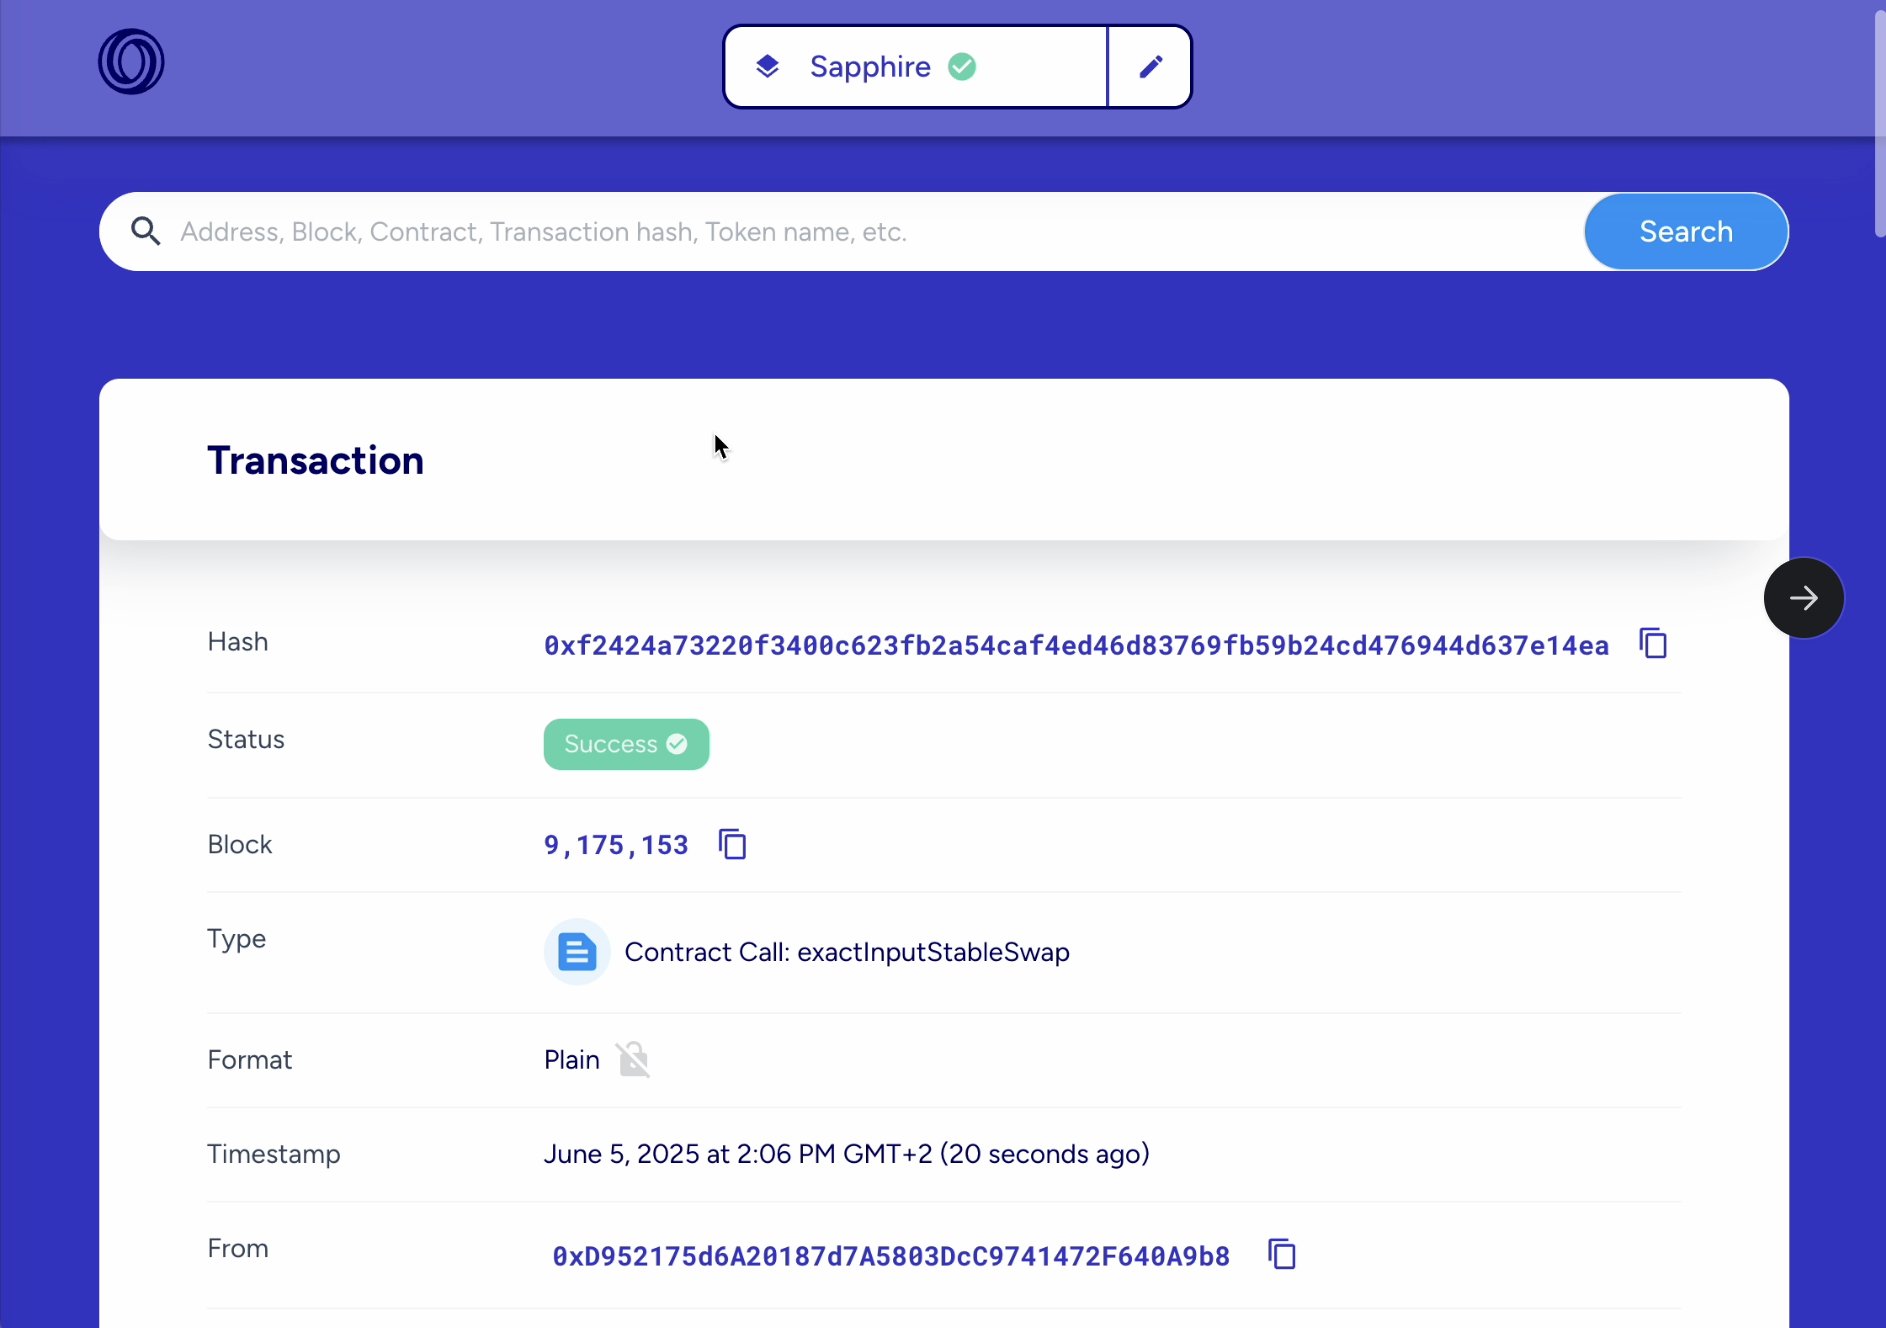 Sapphire
Address, Block, Contract, Transaction hash, Token name, etc.
Search
Transaction
Hash
0xf2424a73220f3400c623fb2a54caf4ed46d83769fb59b24cd476944d637e14ea
Status
Success
Block
9,175,153
Type
Contract Call: exactInputStableSwap
Format
Plain
Timestamp
June 5, 2025 at 2:06 PM GMT+2 (20 seconds ago)
From
0xD952175d6A20187d7A5803DcC9741472F640A9b8